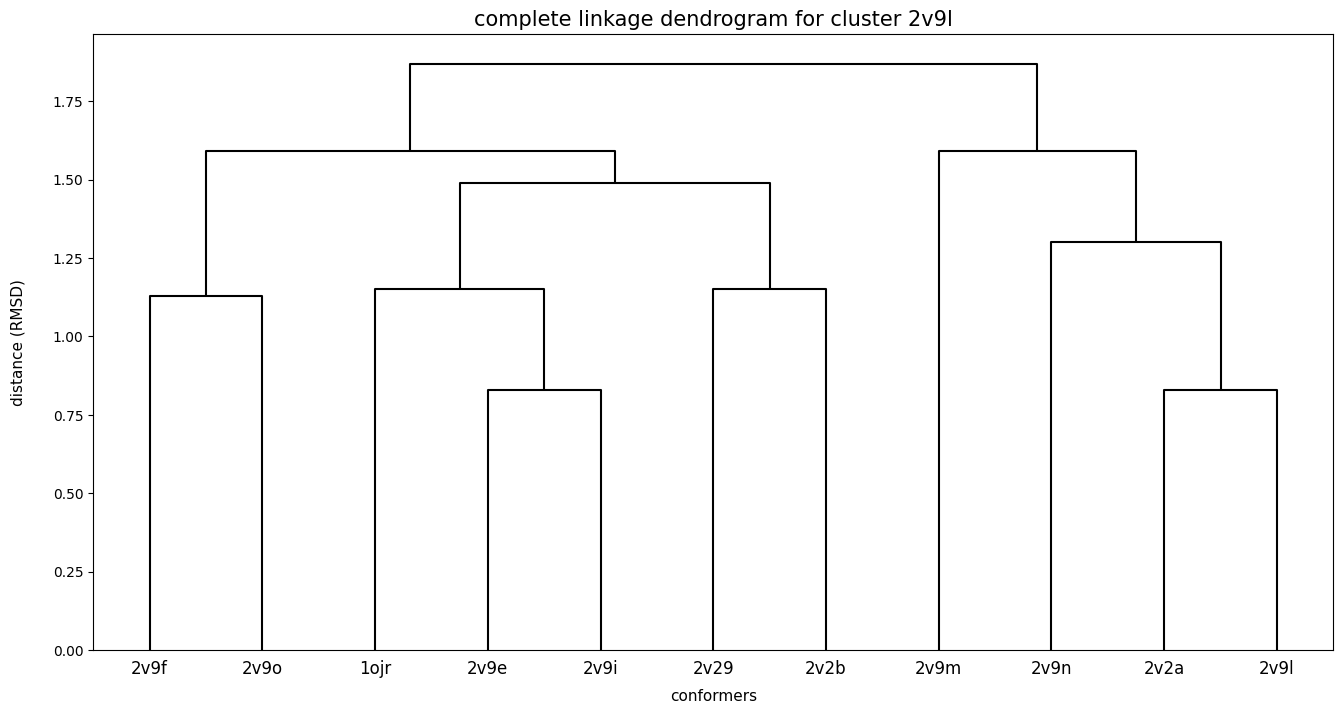 complete linkage dendrogram for cluster 2v9l
distance (RMSD)
1.75
1.50
1.25
1.00
0.75
0.50
0.25
0.00
2v9f 2v9o 1ojr 2v9e 2v9i 2v29 2v2b 2v9m 2v9n 2v2a 2v9l
conformers